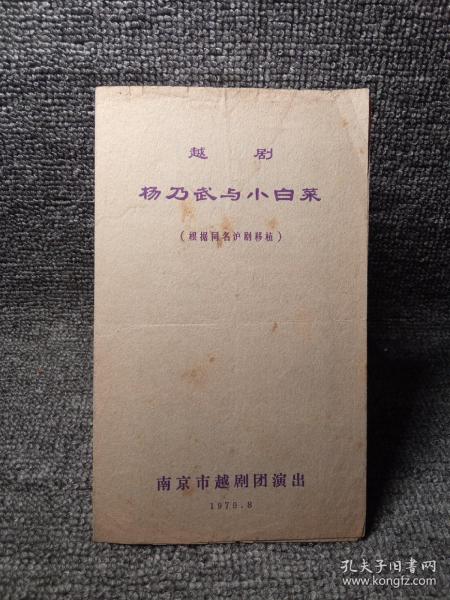 越剧
杨乃武与小白菜
(根据同名沪剧移植)
南京市越剧团演出
1979.8
孔夫子旧书网
www.kongfz.com